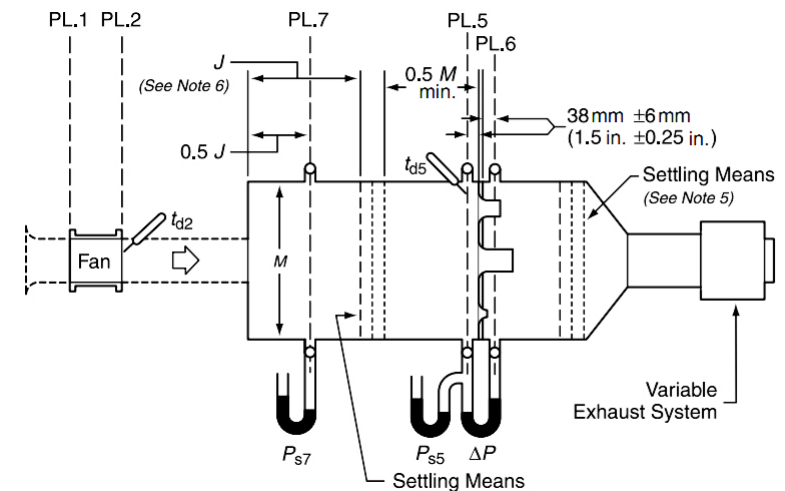 PL.1 PL.2
PL.7
PL.5
PL.6
J
(See Note 6)
0.5 M
min.
38 mm ±6 mm
(1.5 in. ±0.25 in.)
0.5 J
td5
Settling Means
(See Note 5)
td2
Fan
M
Variable
Exhaust System
Ps7
Ps5
ΔP
Settling Means